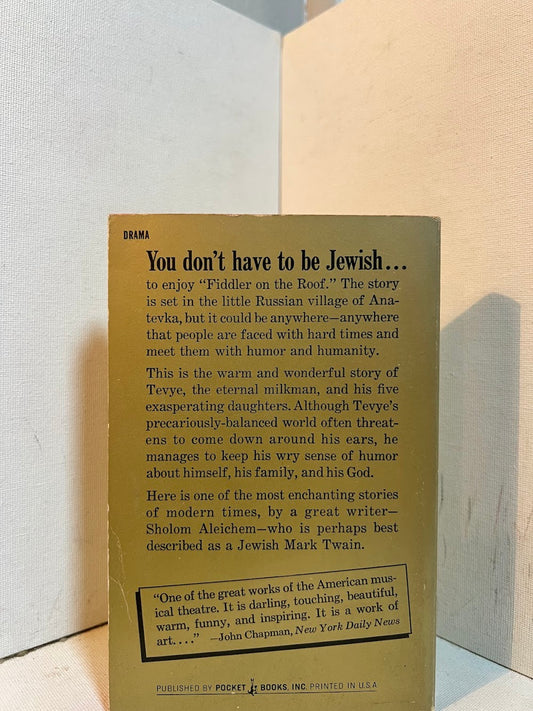 DRAMA
You don't have to be Jewish...
to enjoy "Fiddler on the Roof." The story
is set in the little Russian village of Ana-
tevka, but it could be anywhere—anywhere
that people are faced with hard times and
meet them with humor and humanity.
This is the warm and wonderful story of
Tevye, the eternal milkman, and his five
exasperating daughters. Although Tevye's
precariously-balanced world often threat-
ens to come down around his ears, he
manages to keep his wry sense of humor
about himself, his family, and his God.
Here is one of the most enchanting stories
of modern times, by a great writer—
Sholom Aleichem—who is perhaps best
described as a Jewish Mark Twain.
"One of the great works of the American mus-
ical theatre. It is darling, touching, beautiful,
warm, funny, and inspiring. It is a work of
art...." —John Chapman, New York Daily News
PUBLISHED BY POCKET BOOKS, INC. PRINTED IN U.S.A